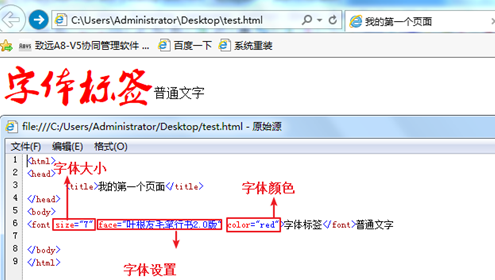 C:\Users\Administrator\Desktop\test.html
我的第一个页面
致远A8-V5协同管理软件 ... 百度一下 系统重装
字体标签普通文字
file:///C:/Users/Administrator/Desktop/test.html - 原始源
文件(F) 编辑(E) 格式(O)
1 <html>
字体大小
2 <head>
3 <title>我的第一个页面</title>
字体颜色
4 </head>
5 <body>
6 <font size="7" face="叶根友毛笔行书2.0版" color="red">字体标签</font>普通文字
7
8 </body>
9 </html>
字体设置